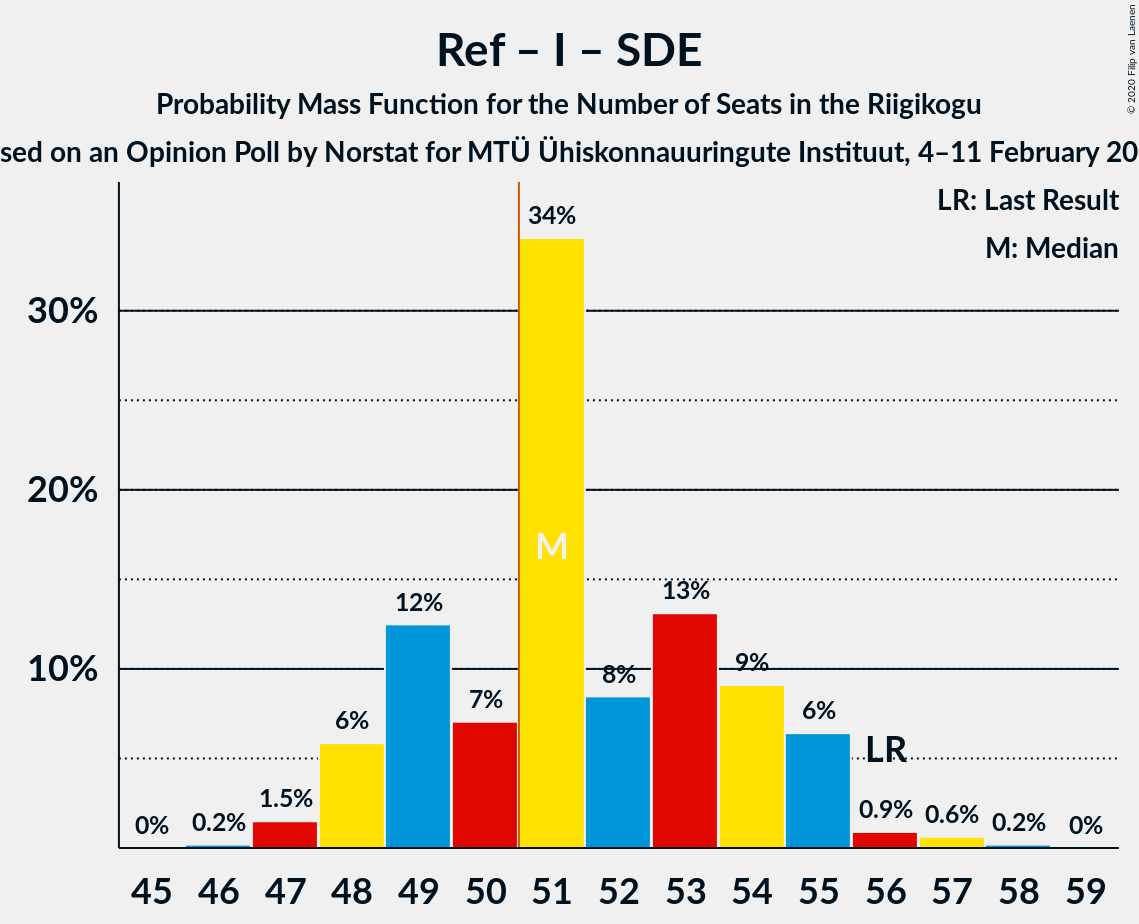 Ref – I – SDE
Probability Mass Function for the Number of Seats in the Riigikogu
sed on an Opinion Poll by Norstat for MTÜ Ühiskonnauuringute Instituut, 4–11 February 20
© 2020 Filip van Laenen
LR: Last Result
M: Median
34%
30%
20%
M
13%
12%
10%
9%
8%
7%
6%
6%
LR
1.5%
0.9%
0.6%
0.2%
0.2%
0%
0%
45 46 47 48 49 50 51 52 53 54 55 56 57 58 59